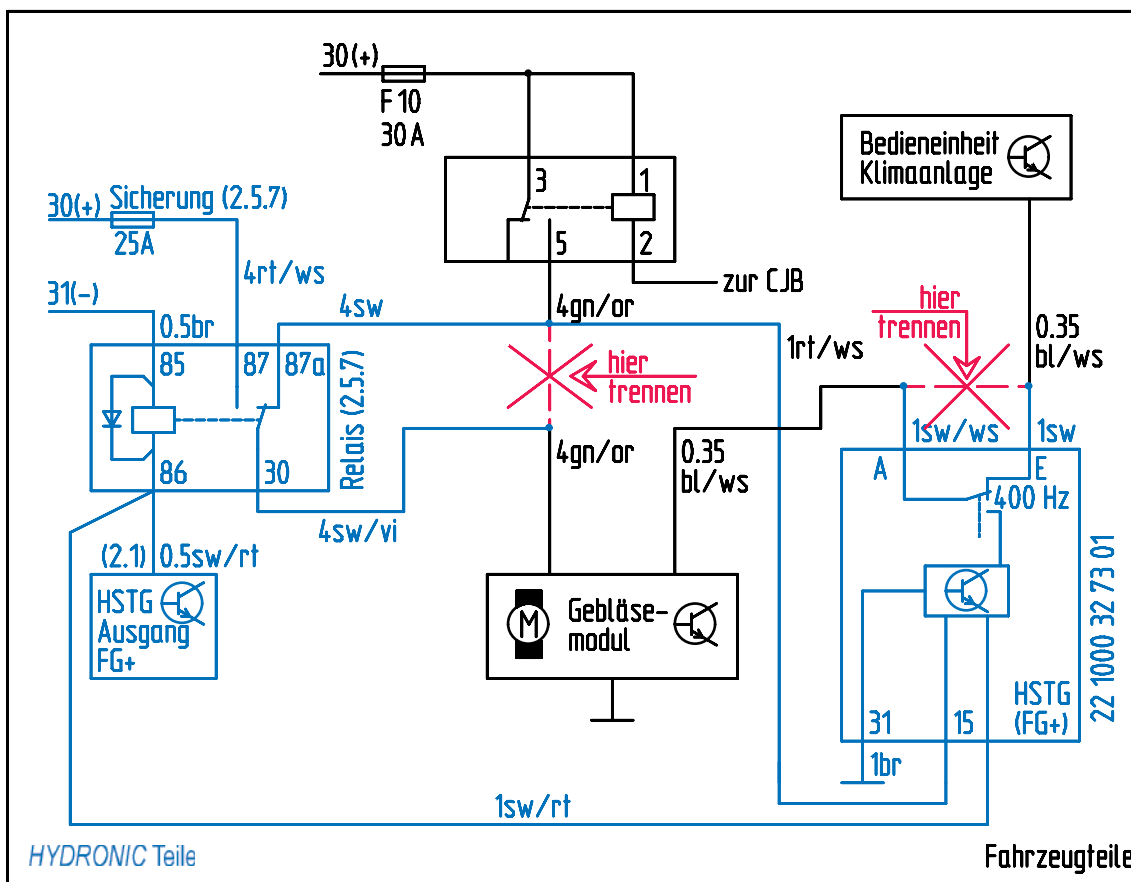 30(+)
F 10
30 A
3
1
5
2
zur CJB
Bedieneinheit
Klimaanlage
30(+)
Sicherung (2.5.7)
25A
4rt/ws
31(-)
0.5br
4sw
4gn/or
85
87
87a
86
30
Relais (2.5.7)
hier
trennen
4gn/or
4sw/vi
(2.1)
0.5sw/rt
HSTG
Ausgang
FG+
M
Gebläse-
modul
0.35
bl/ws
1rt/ws
hier
trennen
0.35
bl/ws
1sw/ws
1sw
A
E
400 Hz
HSTG
(FG+)
31
15
22 1000 32 73 01
1br
1sw/rt
HYDRONIC Teile
Fahrzeugteile